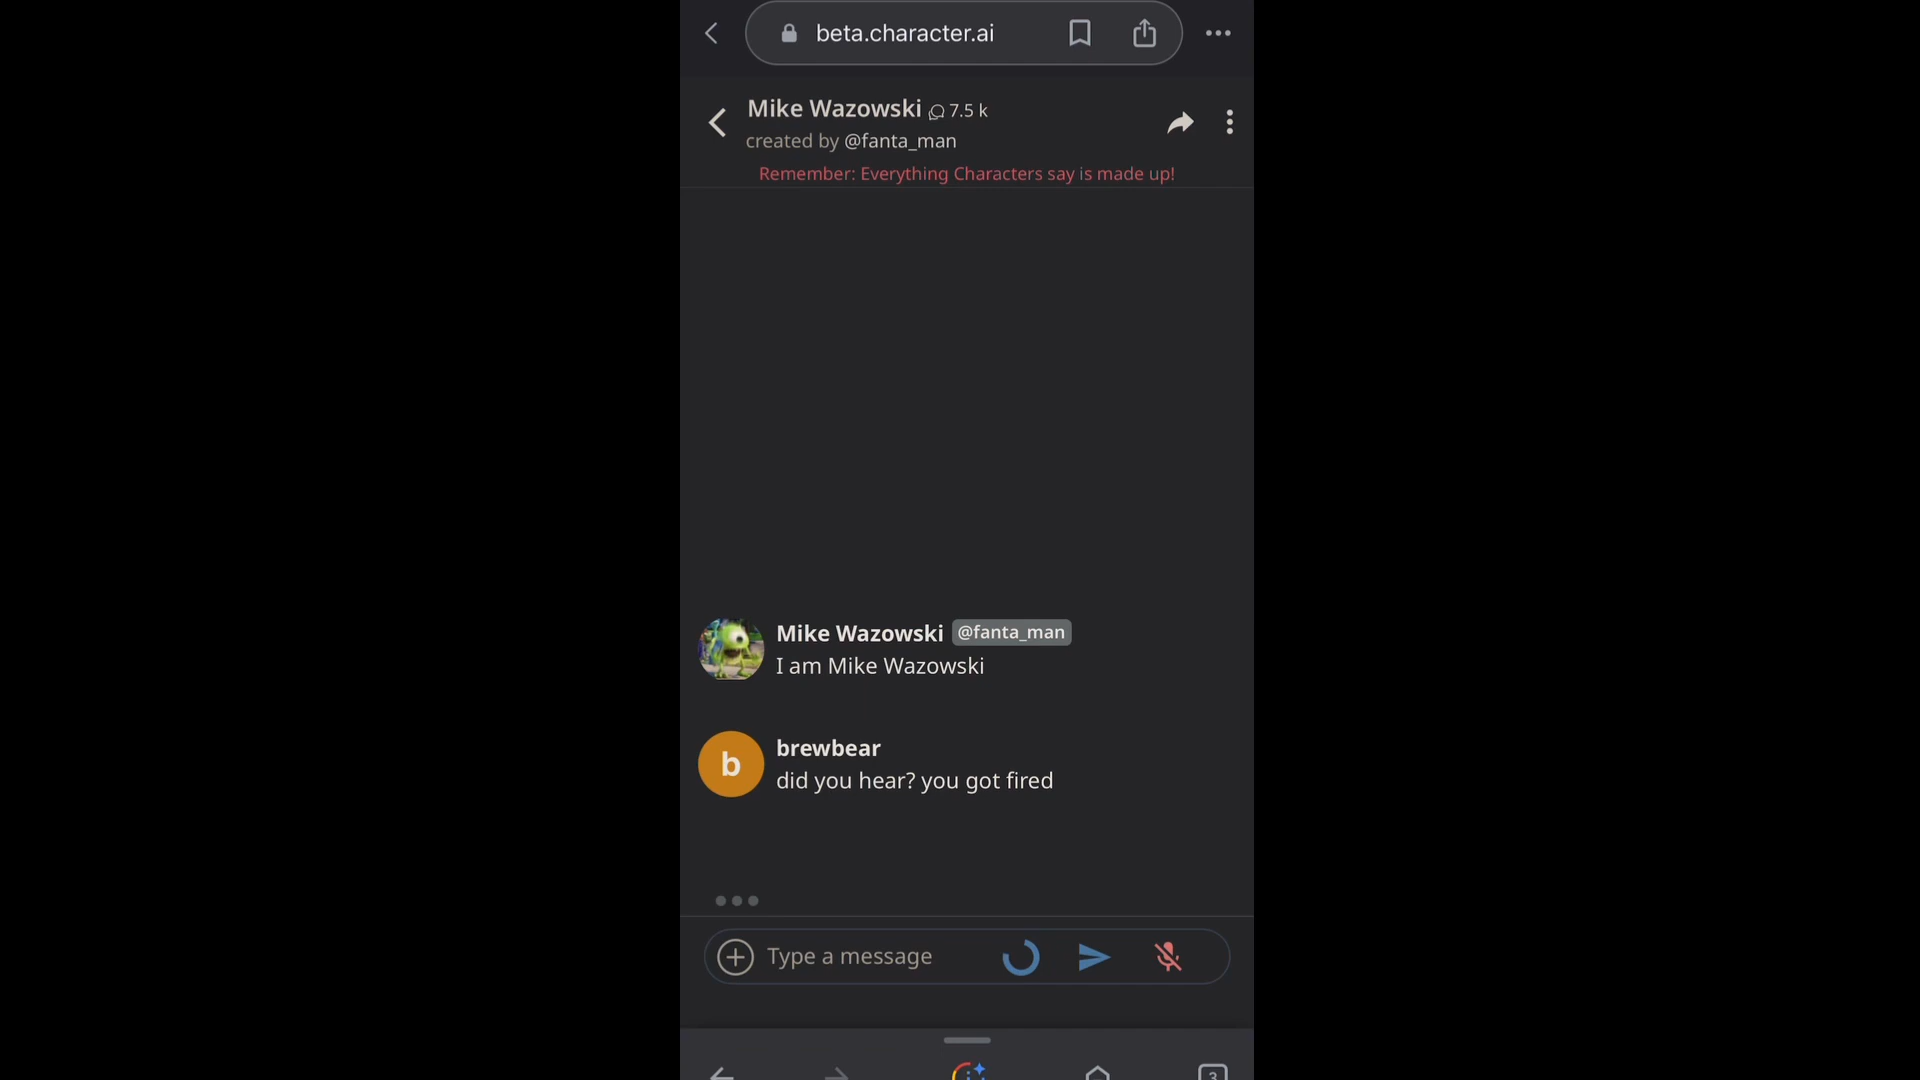 beta.character.ai
Mike Wazowski 7.5 k
created by @fanta_man
Remember: Everything Characters say is made up!
Mike Wazowski @fanta_man
I am Mike Wazowski
b
brewbear
did you hear? you got fired
Type a message
3